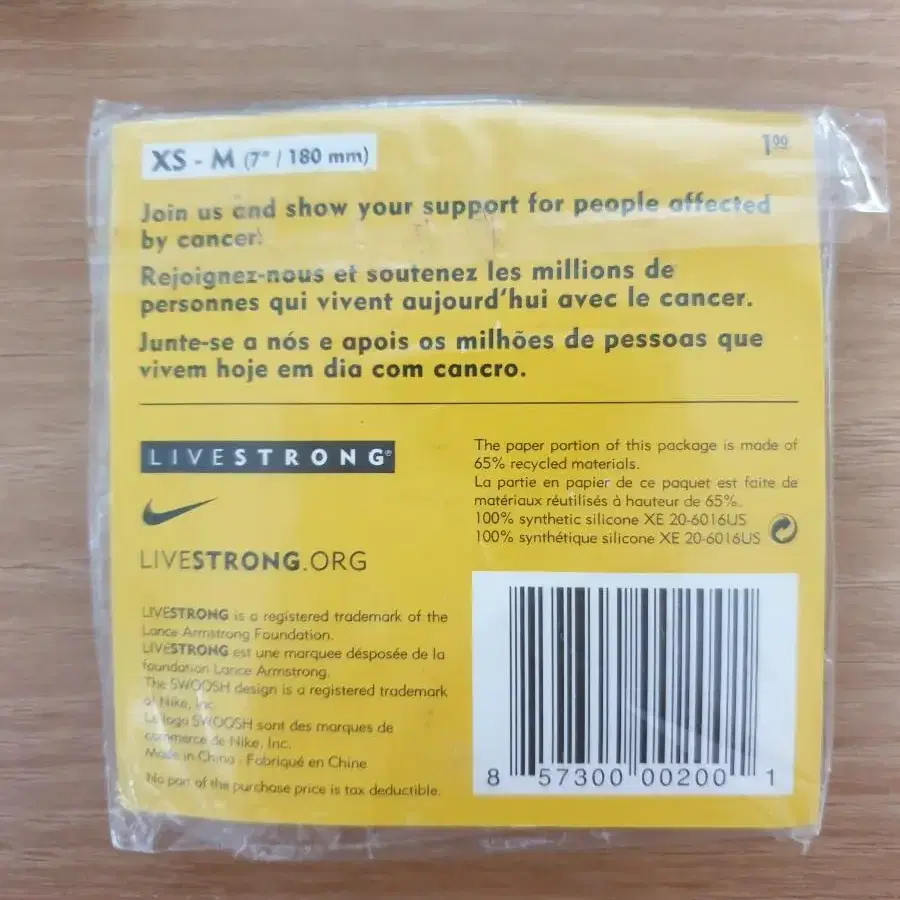 XS - M (7" / 180 mm)
1⁰⁰
Join us and show your support for people affected
by cancer.
Rejoignez-nous et soutenez les millions de
personnes qui vivent aujourd'hui avec le cancer.
Junte-se a nós e apois os milhões de pessoas que
vivem hoje em dia com cancro.
LIVESTRONG®
LIVESTRONG.ORG
LIVESTRONG is a registered trademark of the
Lance Armstrong Foundation.
LIVESTRONG est une marquee désposée de la
foundation Lance Armstrong.
The SWOOSH design is a registered trademark
of Nike, Inc.
Le logo SWOOSH sont des marques de
commerce de Nike, Inc.
Made in China . Fabriqué en Chine
No part of the purchase price is tax deductible.
The paper portion of this package is made of
65% recycled materials.
La partie en papier de ce paquet est faite de
matériaux réutilisés à hauteur de 65%.
100% synthetic silicone XE 20-6016US
100% synthétique silicone XE 20-6016US
8 57300 00200 1